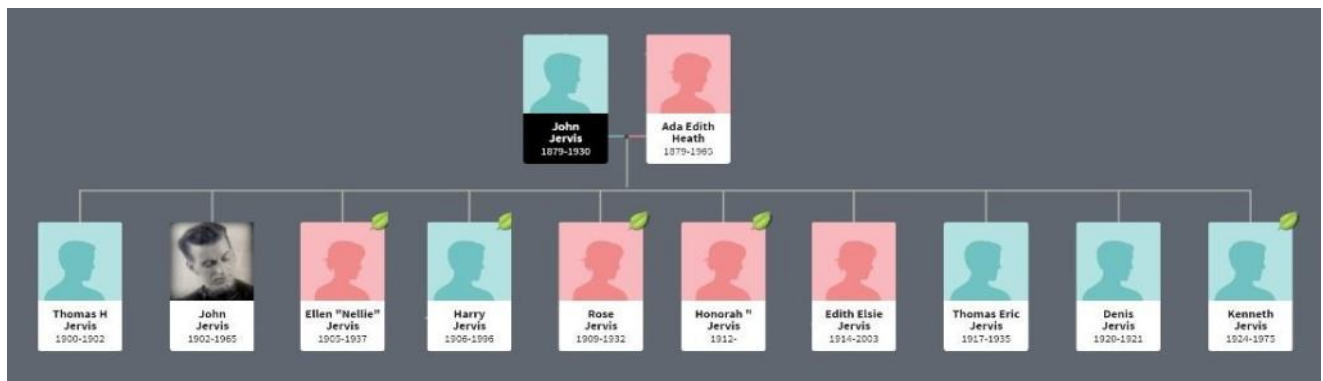 John
Jervis
1879-1930
Ada Edith
Heath
1879-1965
Thomas H
Jervis
1900-1902
John
Jervis
1902-1965
Ellen "Nellie"
Jervis
1905-1937
Harry
Jervis
1906-1996
Rose
Jervis
1909-1932
Honorah "
Jervis
1912-
Edith Elsie
Jervis
1914-2003
Thomas Eric
Jervis
1917-1935
Denis
Jervis
1920-1921
Kenneth
Jervis
1924-1975